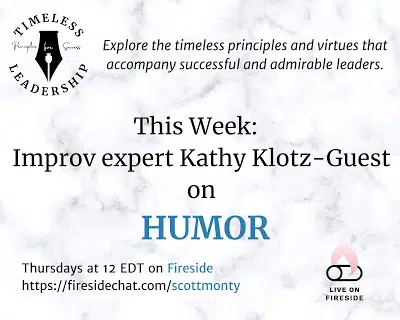 TIMELESS
Principles for Success
LEADERSHIP
Explore the timeless principles and virtues that
accompany successful and admirable leaders.
This Week:
Improv expert Kathy Klotz-Guest
on
HUMOR
Thursdays at 12 EDT on Fireside
https://firesidechat.com/scottmonty
LIVE ON
FIRESIDE